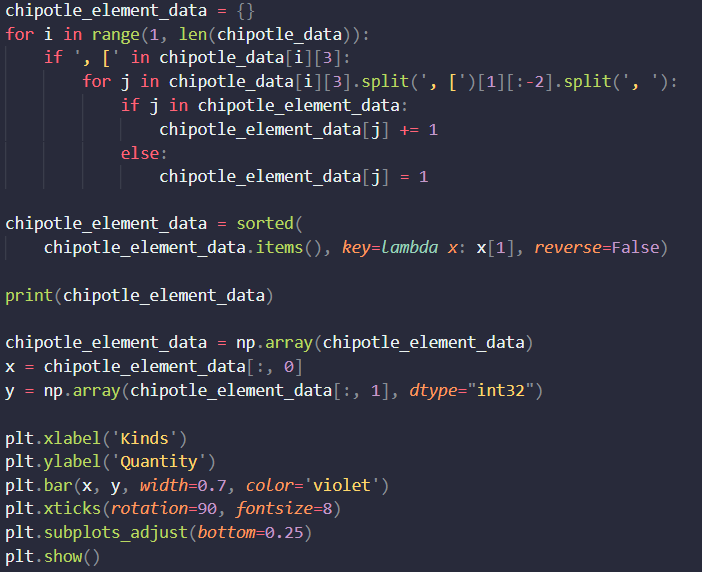 chipotle_element_data = {}
for i in range(1, len(chipotle_data)):
    if ', [' in chipotle_data[i][3]:
        for j in chipotle_data[i][3].split(', [')[1][:-2].split(', '):
            if j in chipotle_element_data:
                chipotle_element_data[j] += 1
            else:
                chipotle_element_data[j] = 1

chipotle_element_data = sorted(
    chipotle_element_data.items(), key=lambda x: x[1], reverse=False)

print(chipotle_element_data)

chipotle_element_data = np.array(chipotle_element_data)
x = chipotle_element_data[:, 0]
y = np.array(chipotle_element_data[:, 1], dtype="int32")

plt.xlabel('Kinds')
plt.ylabel('Quantity')
plt.bar(x, y, width=0.7, color='violet')
plt.xticks(rotation=90, fontsize=8)
plt.subplots_adjust(bottom=0.25)
plt.show()